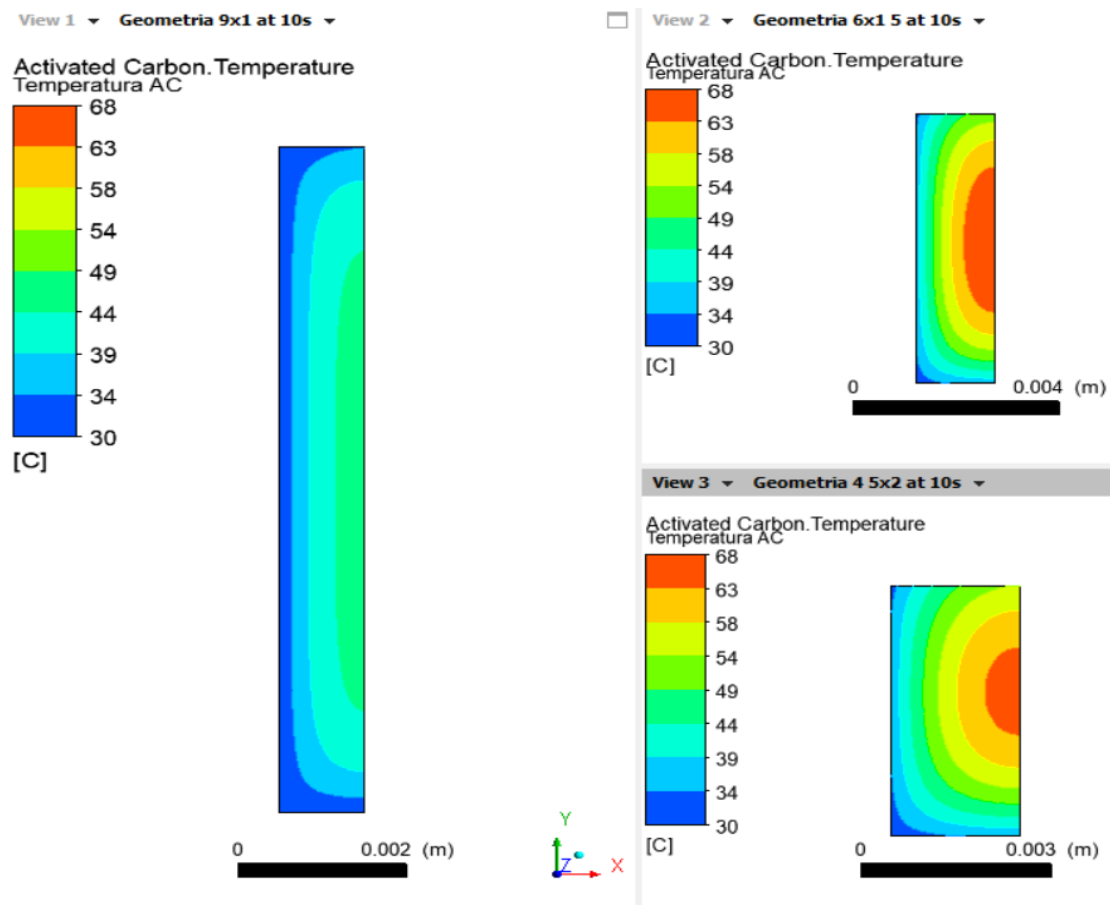 View 1 Geometria 9x1 at 10s
Activated Carbon.Temperature
Temperatura AC
68
63
58
54
49
44
39
34
30
[C]
0 0.002 (m)
Y
Z X
View 2 Geometria 6x1 5 at 10s
Activated Carbon.Temperature
Temperatura AC
68
63
58
54
49
44
39
34
30
[C]
0 0.004 (m)
View 3 Geometria 4 5x2 at 10s
Activated Carbon.Temperature
Temperatura AC
68
63
58
54
49
44
39
34
30
[C]
0 0.003 (m)